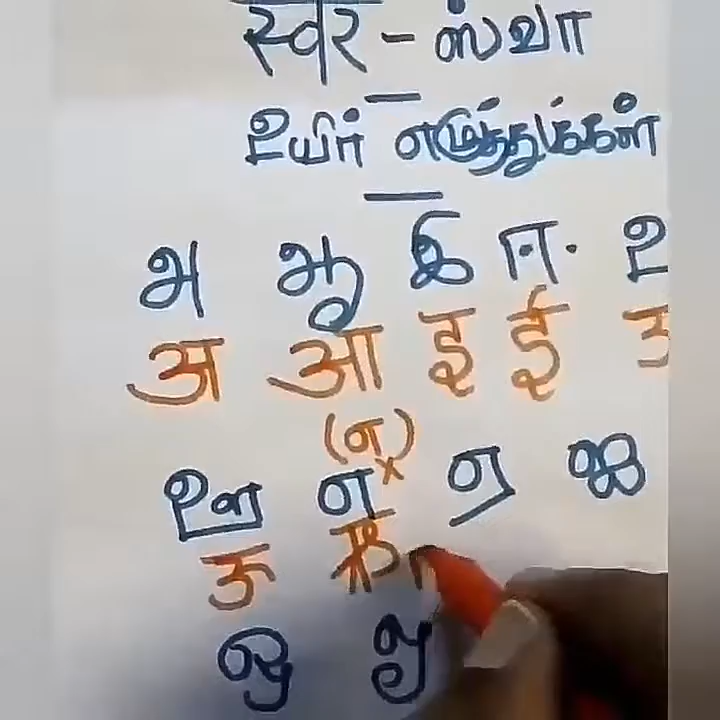 स्वर - ஸ்வர
உயிர் எழுத்துக்கள்
அ ஆ இ ஈ உ
अ आ इ ई उ
(எ)
ஊ எ x ஏ ஐ
ऊ ऋ
ஒ ஓ